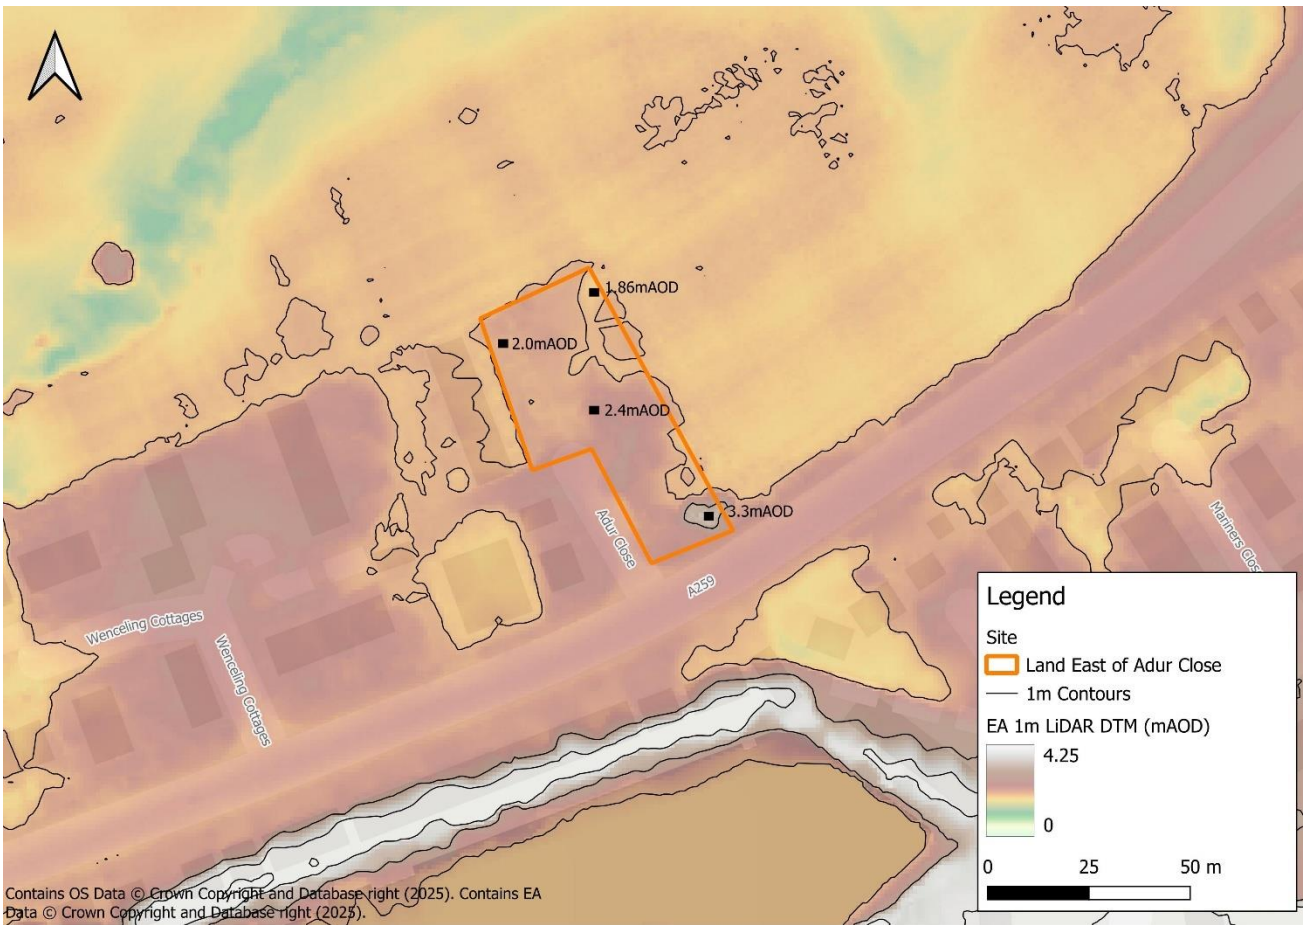 1.86mAOD
2.0mAOD
2.4mAOD
3.3mAOD
Adur Close
A259
Mariners Clos
Wenceling Cottages
Wenceling Cottages
Legend
Site
Land East of Adur Close
1m Contours
EA 1m LiDAR DTM (mAOD)
4.25
0
0 25 50 m
Contains OS Data © Crown Copyright and Database right (2025). Contains EA
Data © Crown Copyright and Database right (2025).